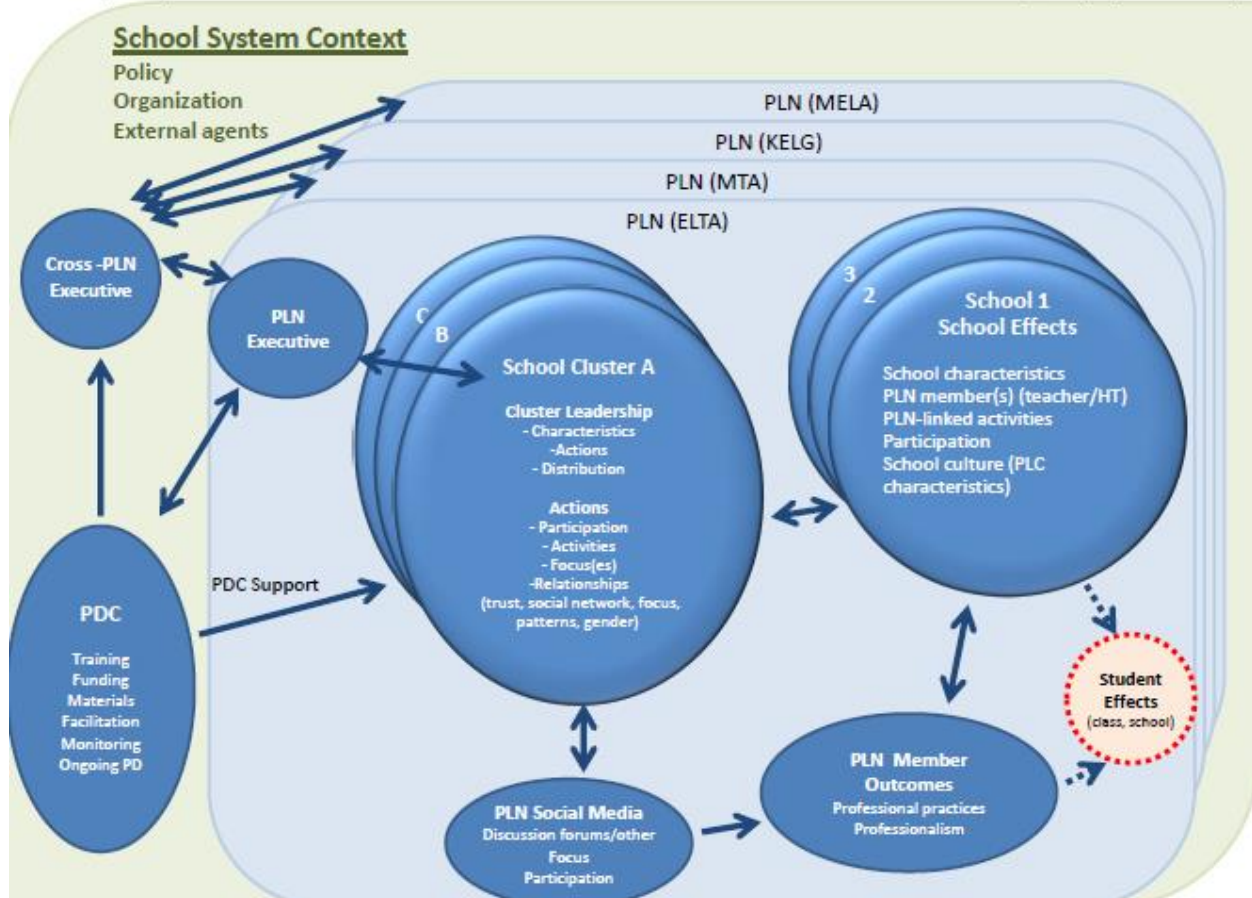 School System Context
Policy
Organization
External agents
PLN (MELA)
PLN (KELG)
PLN (MTA)
PLN (ELTA)
Cross -PLN
Executive
PLN
Executive
C
B
School Cluster A
Cluster Leadership
- Characteristics
-Actions
- Distribution
Actions
- Participation
- Activities
- Focus(es)
-Relationships
(trust, social network, focus,
patterns, gender)
3
2
School 1
School Effects
School characteristics
PLN member(s) (teacher/HT)
PLN-linked activities
Participation
School culture (PLC
characteristics)
PDC Support
PDC
Training
Funding
Materials
Facilitation
Monitoring
Ongoing PD
Student
Effects
(class, school)
PLN Member
Outcomes
Professional practices
Professionalism
PLN Social Media
Discussion forums/other
Focus
Participation